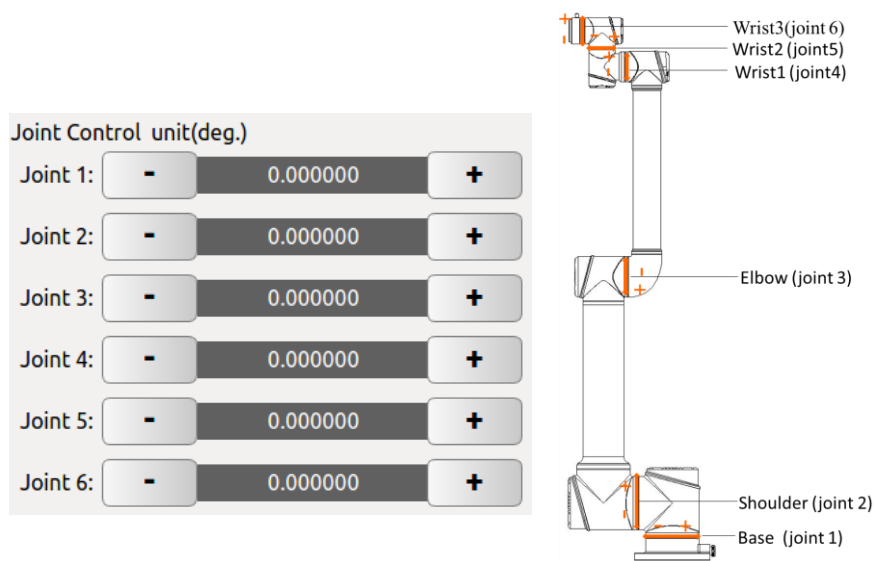 Joint Control unit(deg.)
Joint 1: - 0.000000 +
Joint 2: - 0.000000 +
Joint 3: - 0.000000 +
Joint 4: - 0.000000 +
Joint 5: - 0.000000 +
Joint 6: - 0.000000 +
Wrist3(joint 6)
Wrist2 (joint5)
Wrist1 (joint4)
Elbow (joint 3)
Shoulder (joint 2)
Base (joint 1)